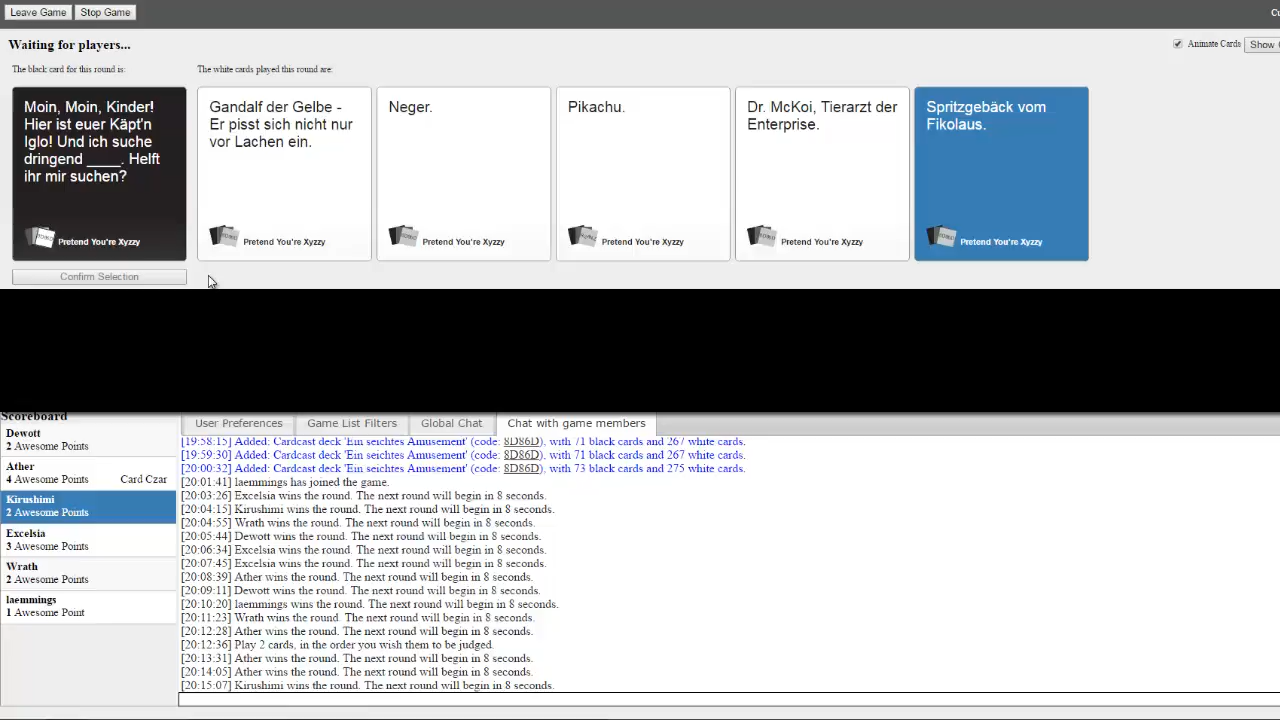 Leave Game Stop Game
Cu
Waiting for players...
Animate Cards Show
The black card for this round is:
The white cards played this round are:
Moin, Moin, Kinder!
Hier ist euer Käpt'n
Iglo! Und ich suche
dringend ____. Helft
ihr mir suchen?
Pretend You're Xyzzy
Gandalf der Gelbe -
Er pisst sich nicht nur
vor Lachen ein.
Pretend You're Xyzzy
Neger.
Pretend You're Xyzzy
Pikachu.
Pretend You're Xyzzy
Dr. McKoi, Tierarzt der
Enterprise.
Pretend You're Xyzzy
Spritzgebäck vom
Fikolaus.
Pretend You're Xyzzy
Confirm Selection
Scoreboard
Dewott
2 Awesome Points
Ather
4 Awesome Points Card Czar
Kirushimi
2 Awesome Points
Excelsia
3 Awesome Points
Wrath
2 Awesome Points
laemmings
1 Awesome Point
User Preferences Game List Filters Global Chat Chat with game members
[19:58:15] Added: Cardcast deck 'Ein seichtes Amusement' (code: 8D86D), with 71 black cards and 267 white cards.
[19:59:30] Added: Cardcast deck 'Ein seichtes Amusement' (code: 8D86D), with 71 black cards and 267 white cards.
[20:00:32] Added: Cardcast deck 'Ein seichtes Amusement' (code: 8D86D), with 73 black cards and 275 white cards.
[20:01:41] laemmings has joined the game.
[20:03:26] Excelsia wins the round. The next round will begin in 8 seconds.
[20:04:15] Kirushimi wins the round. The next round will begin in 8 seconds.
[20:04:55] Wrath wins the round. The next round will begin in 8 seconds.
[20:05:44] Dewott wins the round. The next round will begin in 8 seconds.
[20:06:34] Excelsia wins the round. The next round will begin in 8 seconds.
[20:07:45] Excelsia wins the round. The next round will begin in 8 seconds.
[20:08:39] Ather wins the round. The next round will begin in 8 seconds.
[20:09:11] Dewott wins the round. The next round will begin in 8 seconds.
[20:10:20] laemmings wins the round. The next round will begin in 8 seconds.
[20:11:23] Wrath wins the round. The next round will begin in 8 seconds.
[20:12:28] Ather wins the round. The next round will begin in 8 seconds.
[20:12:36] Play 2 cards, in the order you wish them to be judged.
[20:13:31] Ather wins the round. The next round will begin in 8 seconds.
[20:14:05] Ather wins the round. The next round will begin in 8 seconds.
[20:15:07] Kirushimi wins the round. The next round will begin in 8 seconds.